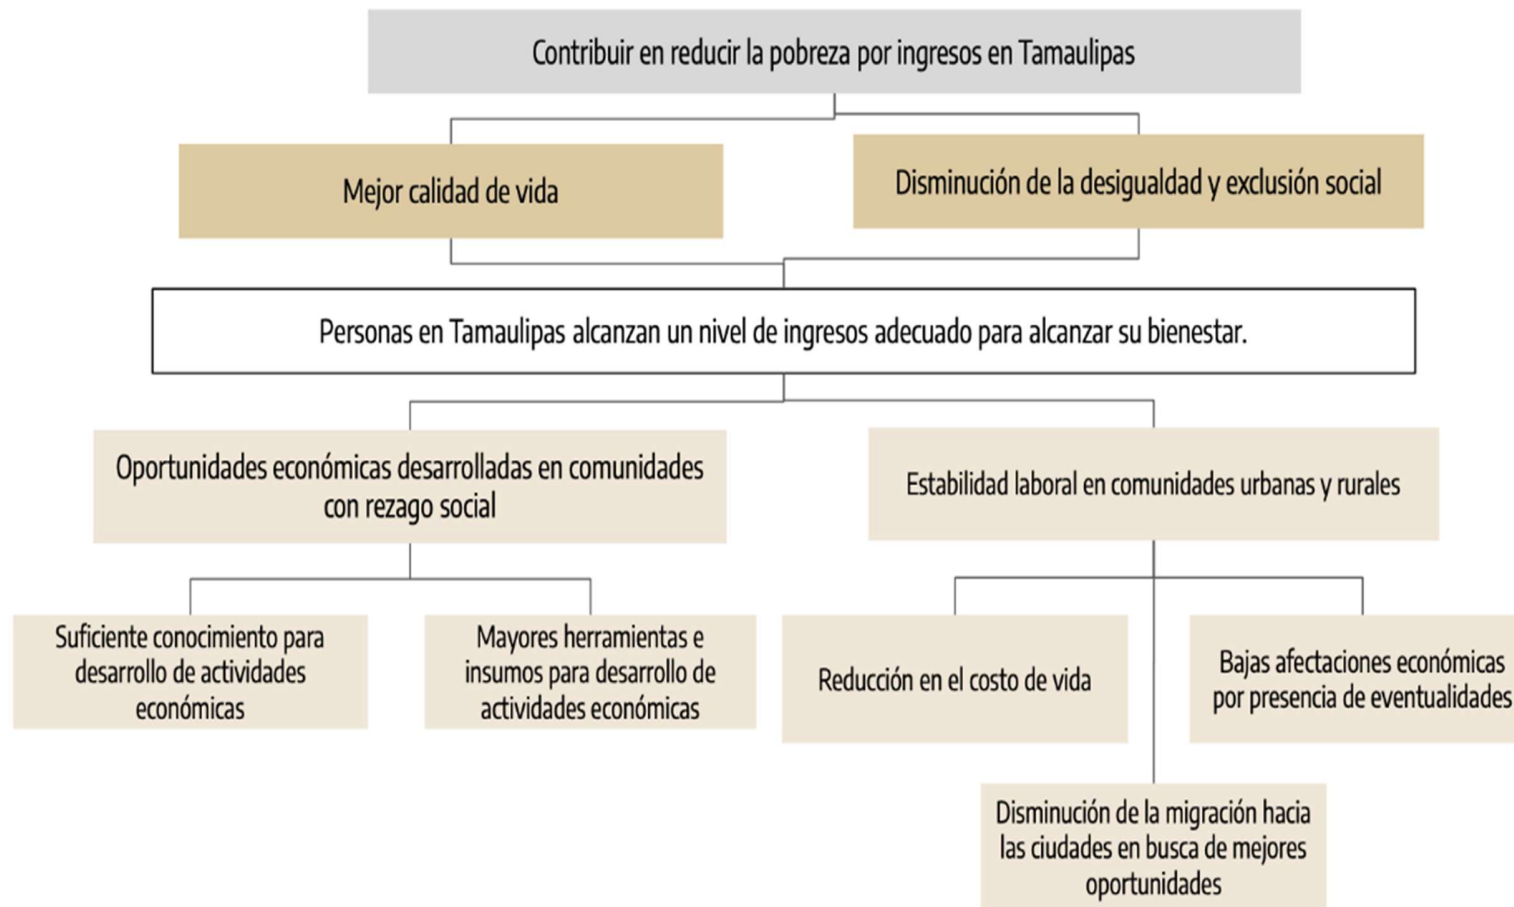 Contribuir en reducir la pobreza por ingresos en Tamaulipas
Mejor calidad de vida
Disminución de la desigualdad y exclusión social
Personas en Tamaulipas alcanzan un nivel de ingresos adecuado para alcanzar su bienestar.
Oportunidades económicas desarrolladas en comunidades
con rezago social
Estabilidad laboral en comunidades urbanas y rurales
Suficiente conocimiento para
desarrollo de actividades
económicas
Mayores herramientas e
insumos para desarrollo de
actividades económicas
Reducción en el costo de vida
Bajas afectaciones económicas
por presencia de eventualidades
Disminución de la migración hacia
las ciudades en busca de mejores
oportunidades